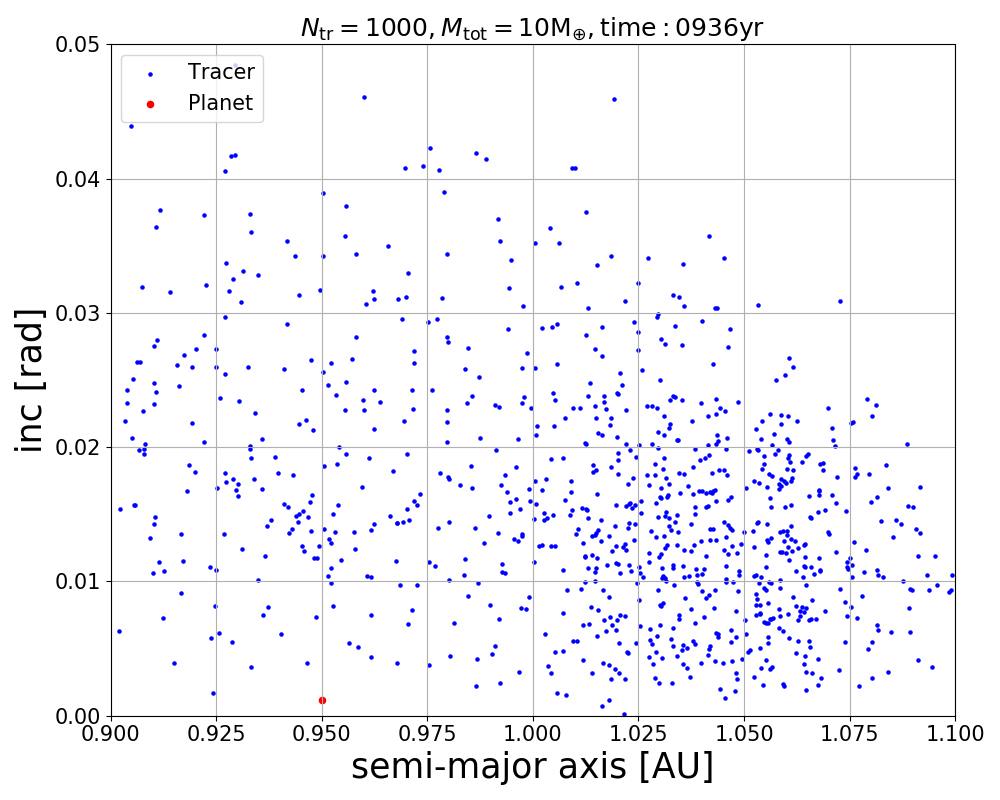 N_tr = 1000, M_tot = 10M_⊕, time : 0936yr
0.05
Tracer
Planet
0.04
0.03
inc [rad]
0.02
0.01
0.00
0.900 0.925 0.950 0.975 1.000 1.025 1.050 1.075 1.100
semi-major axis [AU]